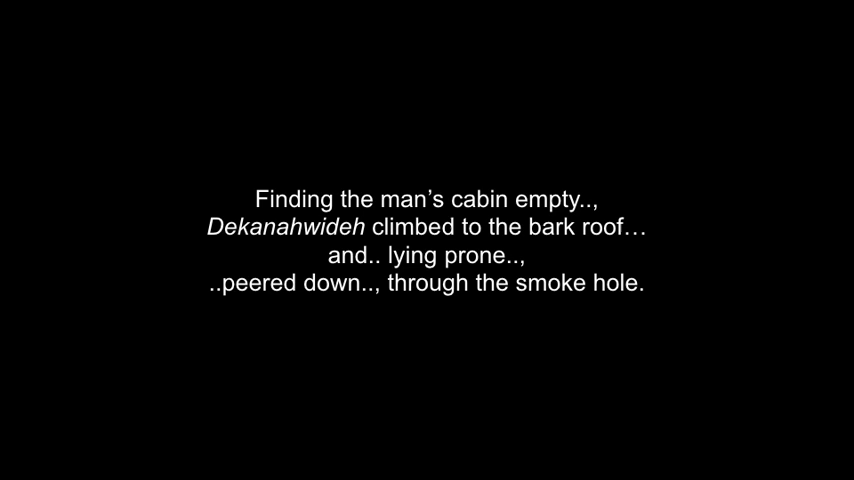 Finding the man’s cabin empty..,
Dekanahwideh climbed to the bark roof…
and.. lying prone..,
..peered down.., through the smoke hole.